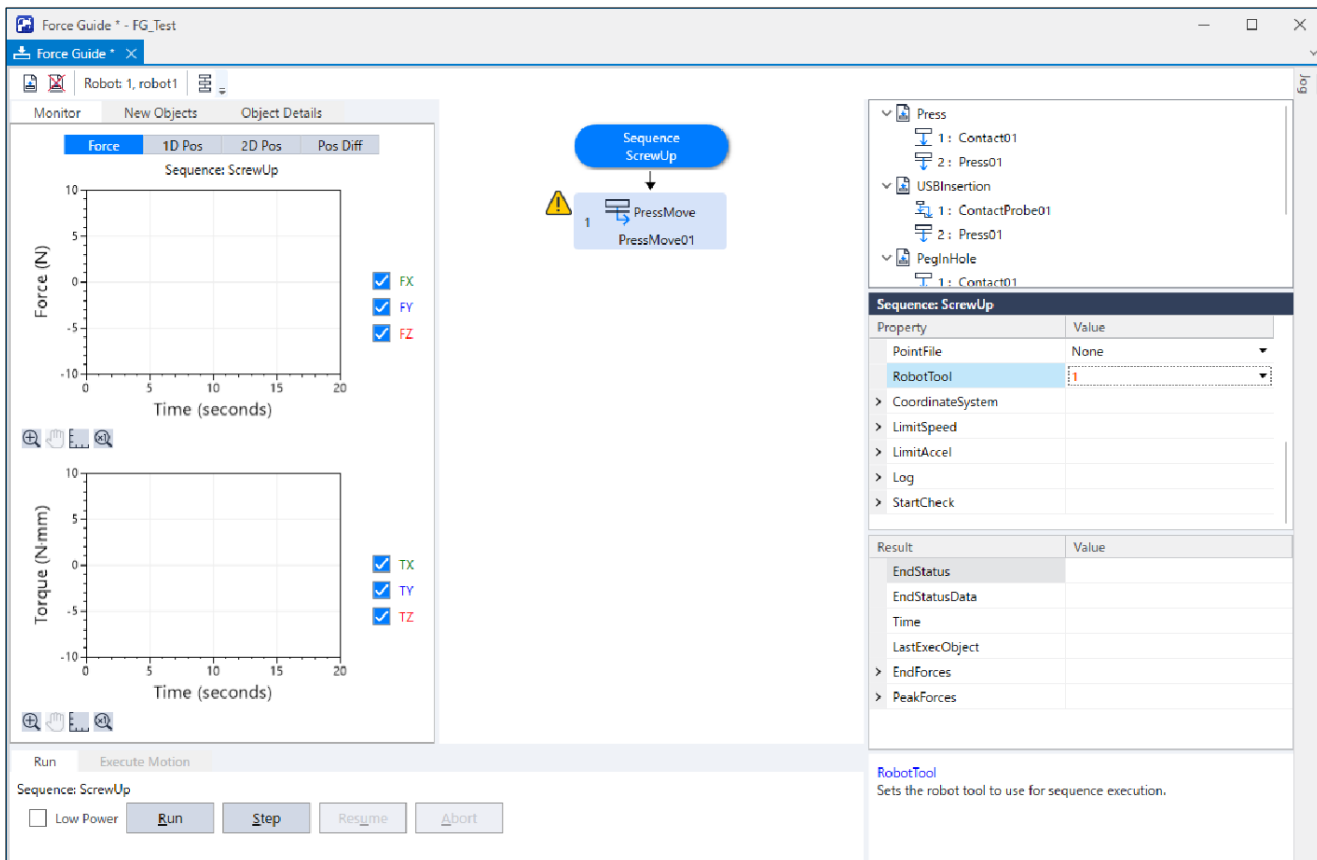 Force Guide * - FG_Test
Force Guide *
Robot: 1, robot1
Jog
Monitor New Objects Object Details
Force 1D Pos 2D Pos Pos Diff
Sequence: ScrewUp
10
5
0
-5
-10
Force (N)
0 5 10 15 20
Time (seconds)
FX
FY
FZ
10
5
0
-5
-10
Torque (N·mm)
0 5 10 15 20
Time (seconds)
TX
TY
TZ
Sequence
ScrewUp
1 PressMove
PressMove01
Press
1 : Contact01
2 : Press01
USBInsertion
1 : ContactProbe01
2 : Press01
PegInHole
1 : Contact01
Sequence: ScrewUp
Property Value
PointFile None
RobotTool 1
CoordinateSystem
LimitSpeed
LimitAccel
Log
StartCheck
Result Value
EndStatus
EndStatusData
Time
LastExecObject
EndForces
PeakForces
Run Execute Motion
Sequence: ScrewUp
Low Power Run Step Resume Abort
RobotTool
Sets the robot tool to use for sequence execution.